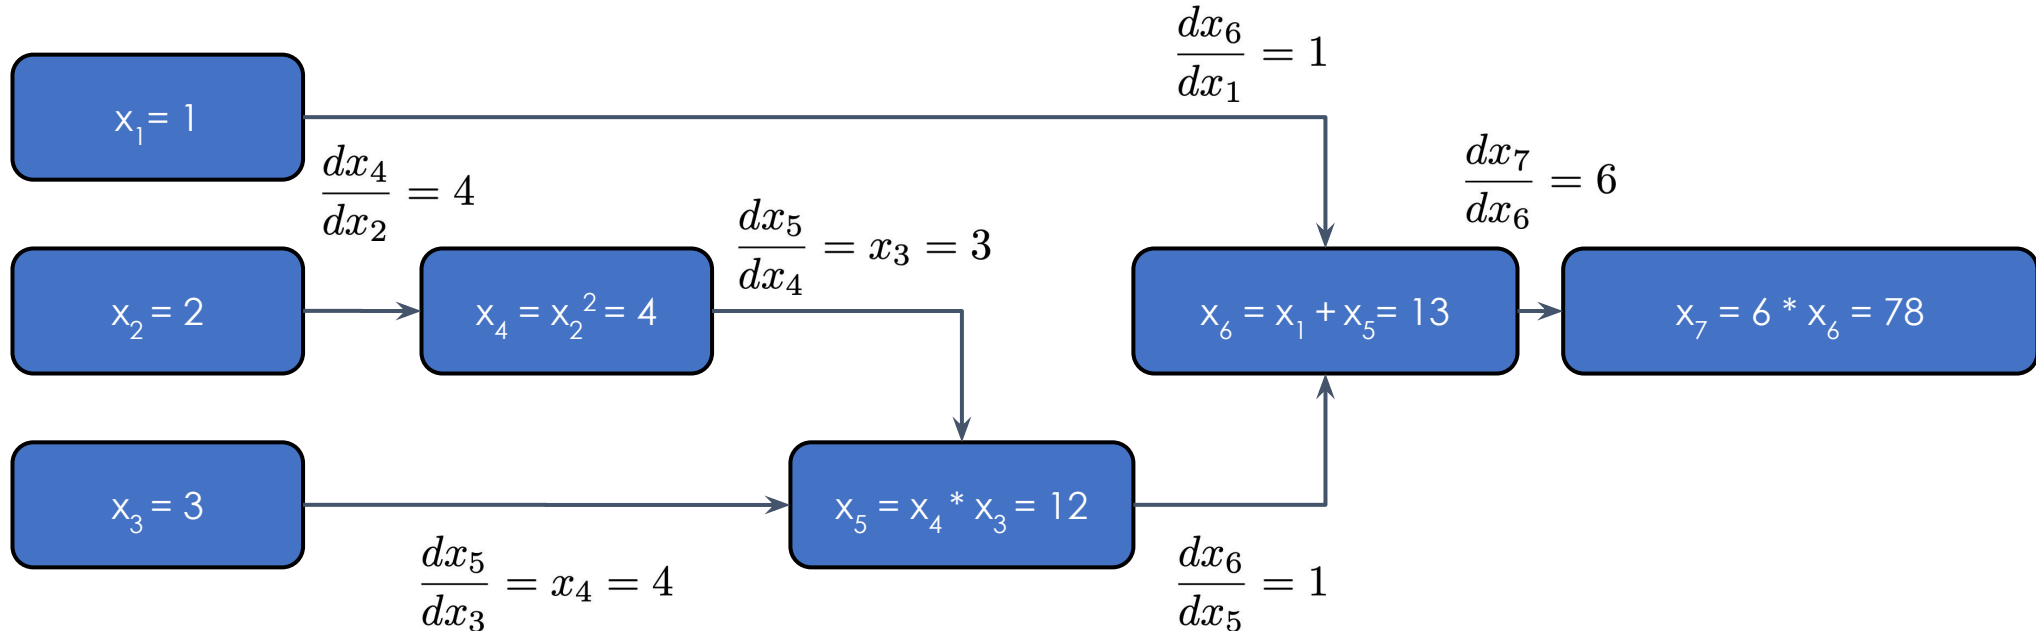 dx₆/dx₁ = 1
x₁ = 1
dx₄/dx₂ = 4
dx₇/dx₆ = 6
dx₅/dx₄ = x₃ = 3
x₂ = 2
x₄ = x₂² = 4
x₆ = x₁ + x₅ = 13
x₇ = 6 * x₆ = 78
x₃ = 3
x₅ = x₄ * x₃ = 12
dx₅/dx₃ = x₄ = 4
dx₆/dx₅ = 1